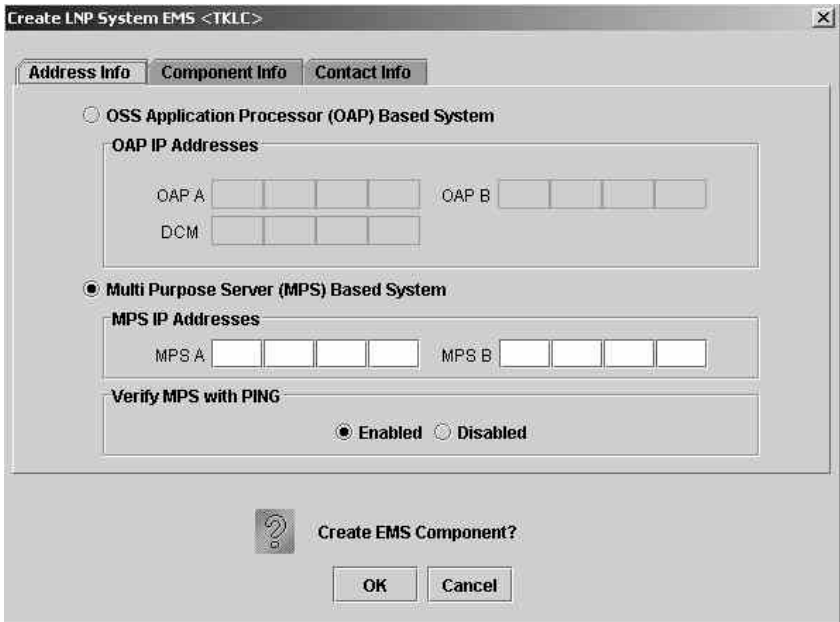 Create LNP System EMS <TKLC>
Address Info Component Info Contact Info
OSS Application Processor (OAP) Based System
OAP IP Addresses
OAP A OAP B
DCM
Multi Purpose Server (MPS) Based System
MPS IP Addresses
MPS A MPS B
Verify MPS with PING
Enabled Disabled
Create EMS Component?
OK Cancel